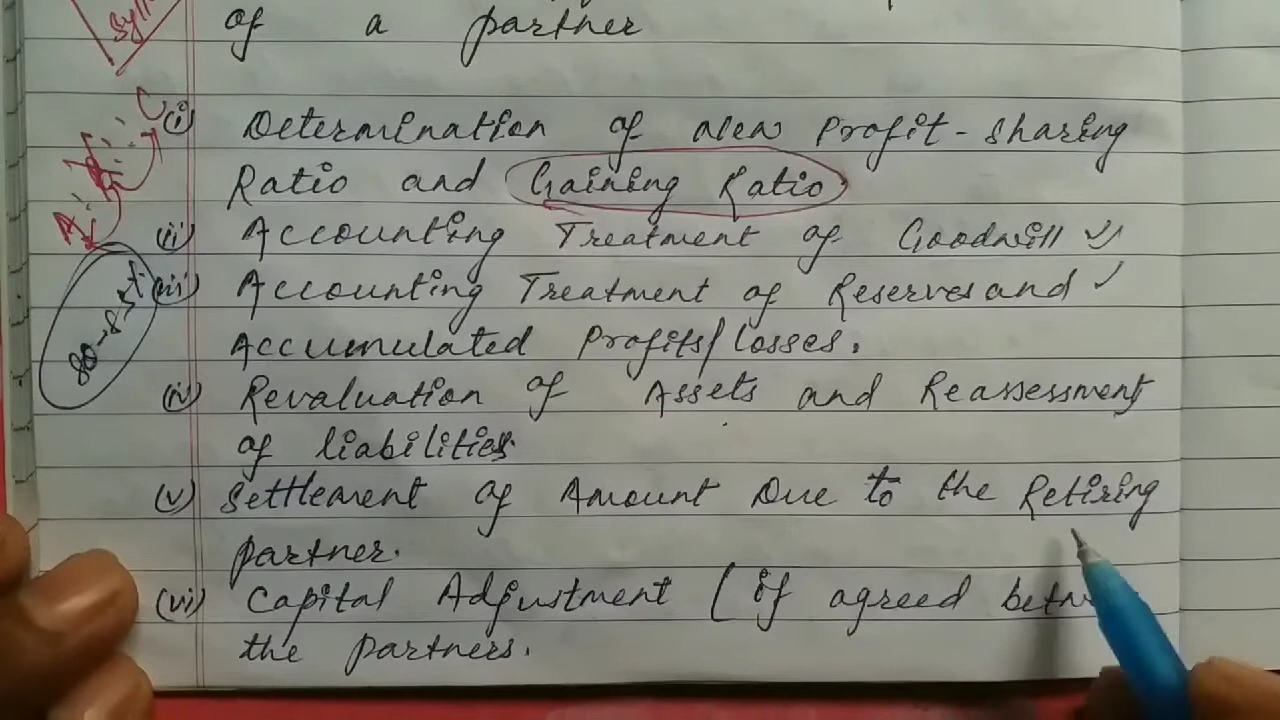 Syll
of a partner
(i) Determination of New Profit-Sharing
Ratio and Gaining Ratio
(ii) Accounting Treatment of Goodwill
(iii) Accounting Treatment of Reserves and
Accumulated Profits/Losses.
(iv) Revaluation of Assets and Reassessment
of liabilities.
(v) Settlement of Amount Due to the Retiring
partner.
(vi) Capital Adjustment (if agreed betw
the partners.